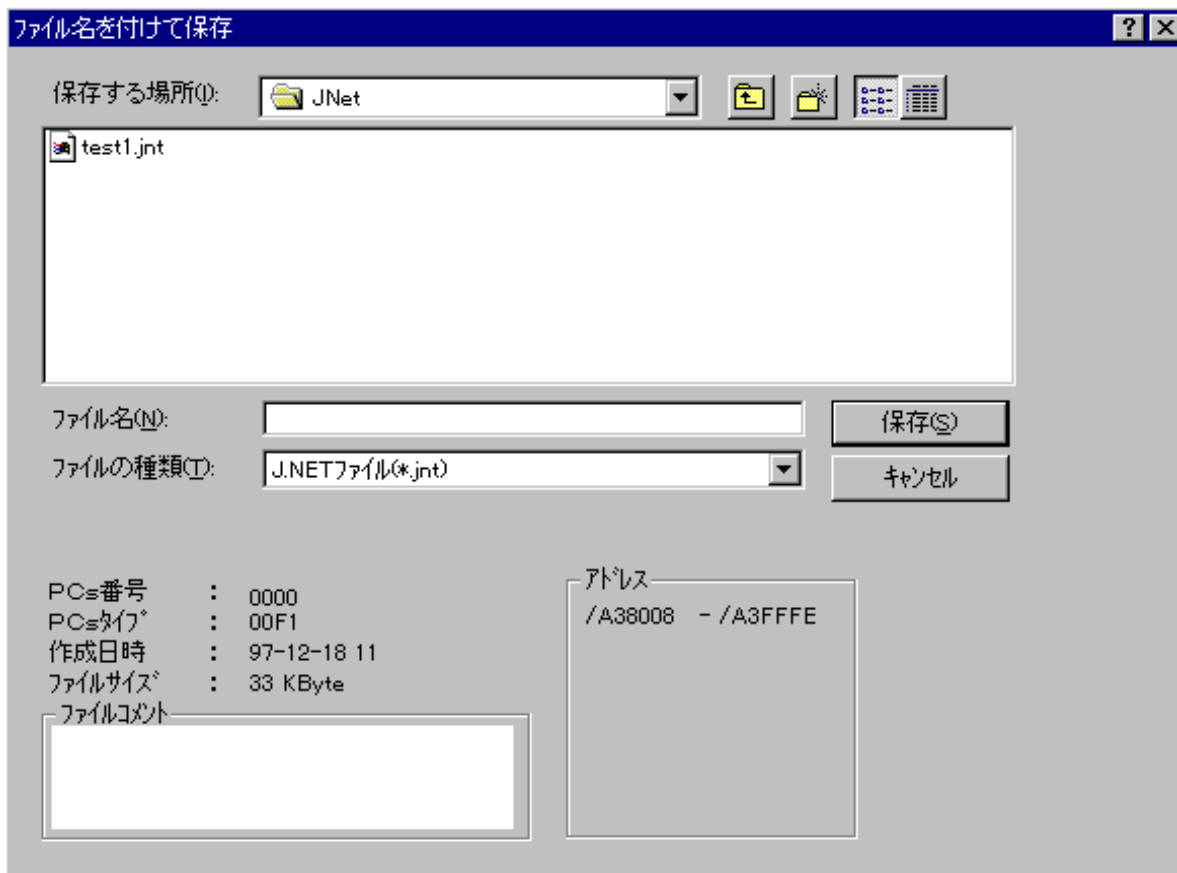 ファイル名を付けて保存
保存する場所(I): JNet
test1.jnt
ファイル名(N): 保存(S)
ファイルの種類(T): J.NETファイル(*.jnt) キャンセル
PCs番号 : 0000
PCsタイプ : 00F1
作成日時 : 97-12-18 11
ファイルサイズ : 33 KByte
ファイルコメント
アドレス
/A38008 - /A3FFFE